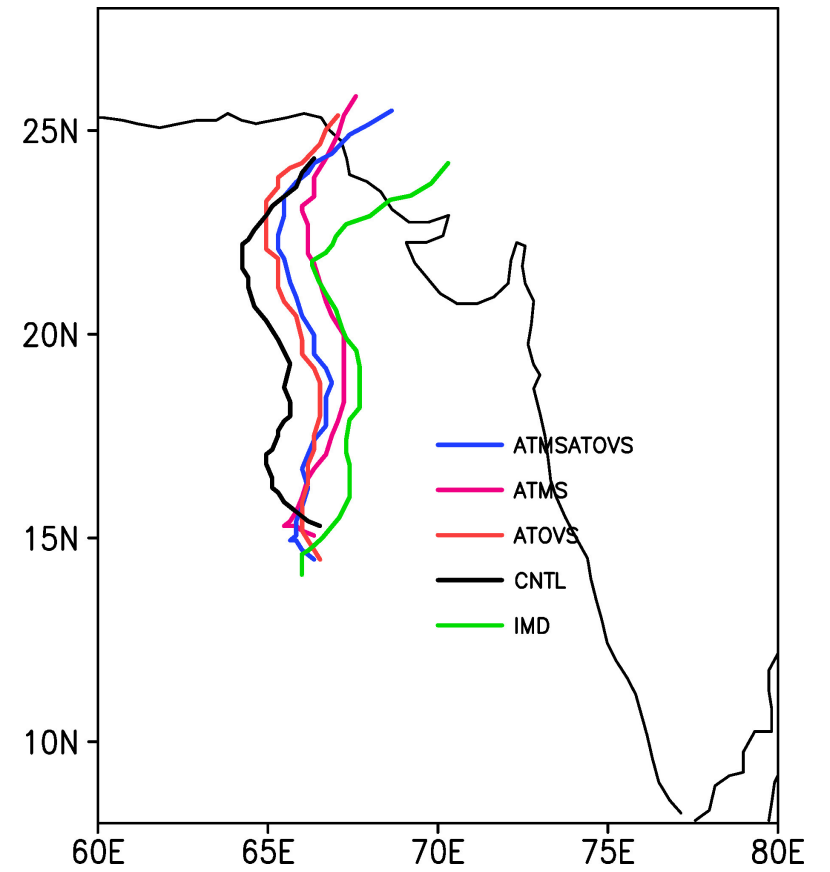 25N
20N
15N
10N
60E
65E
70E
75E
80E
ATMSATOVS
ATMS
ATOVS
CNTL
IMD